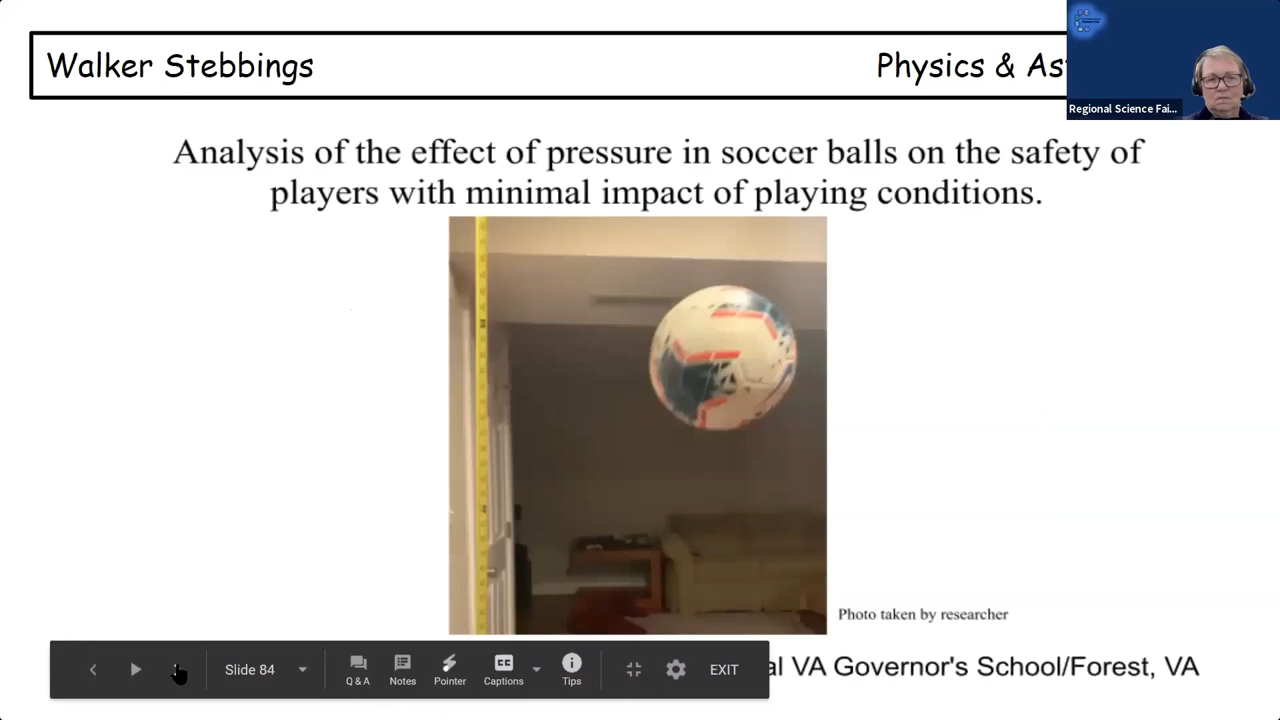 Walker Stebbings
Physics & As
Regional Science Fai...
Analysis of the effect of pressure in soccer balls on the safety of
players with minimal impact of playing conditions.
Photo taken by researcher
al VA Governor's School/Forest, VA
Slide 84
Q & A
Notes
Pointer
Captions
Tips
EXIT